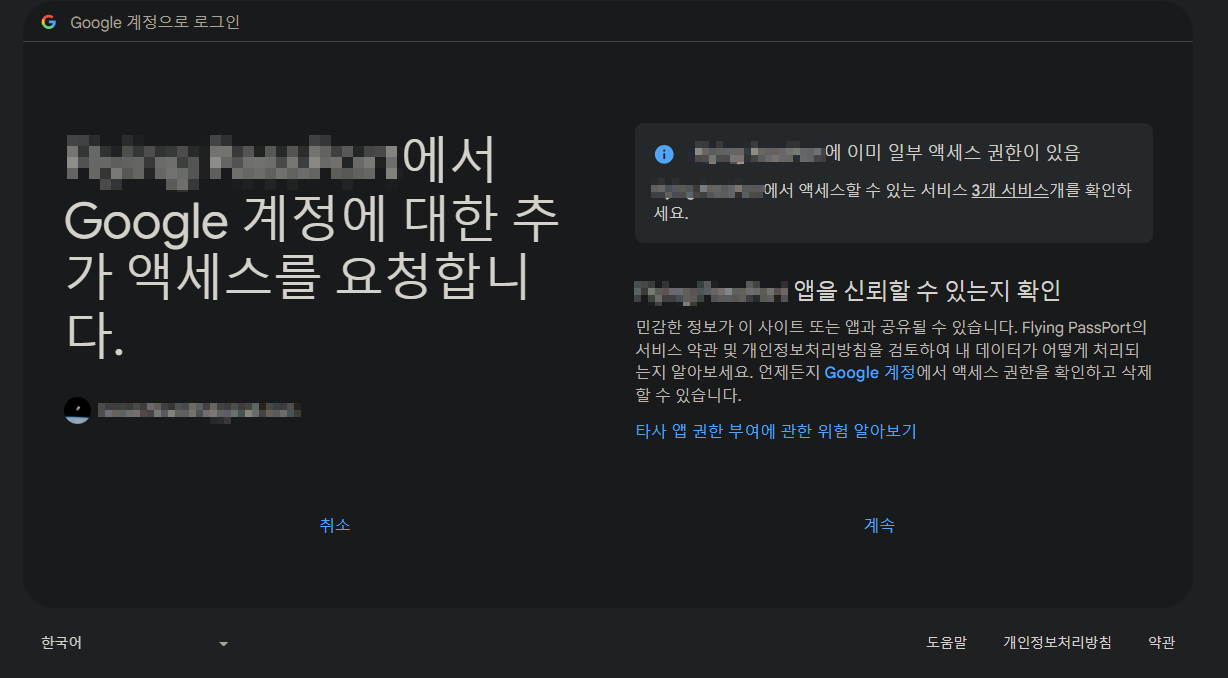 Google 계정으로 로그인
에서
Google 계정에 대한 추
가 액세스를 요청합니
다.
에 이미 일부 액세스 권한이 있음
에서 액세스할 수 있는 서비스 3개 서비스개를 확인하
세요.
앱을 신뢰할 수 있는지 확인
민감한 정보가 이 사이트 또는 앱과 공유될 수 있습니다. Flying PassPort의
서비스 약관 및 개인정보처리방침을 검토하여 내 데이터가 어떻게 처리되
는지 알아보세요. 언제든지 Google 계정에서 액세스 권한을 확인하고 삭제
할 수 있습니다.
타사 앱 권한 부여에 관한 위험 알아보기
취소
계속
한국어
도움말
개인정보처리방침
약관